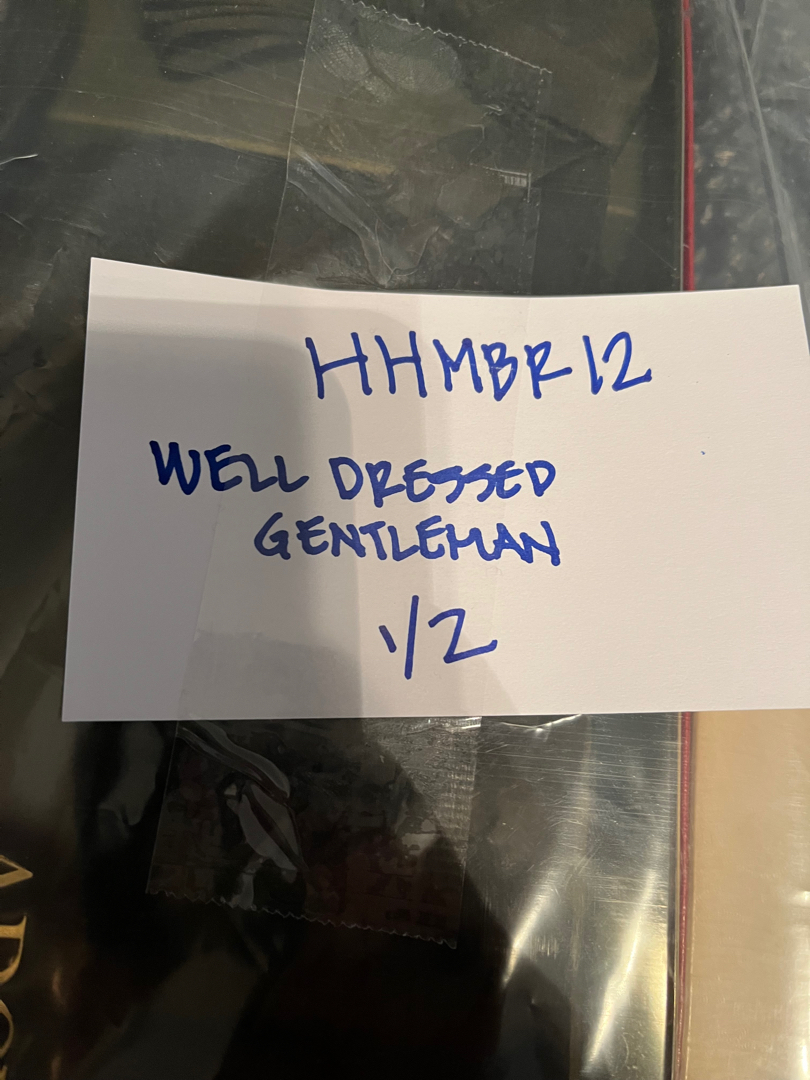 HHMBR12
WELL DRESSED
GENTLEMAN
1/2